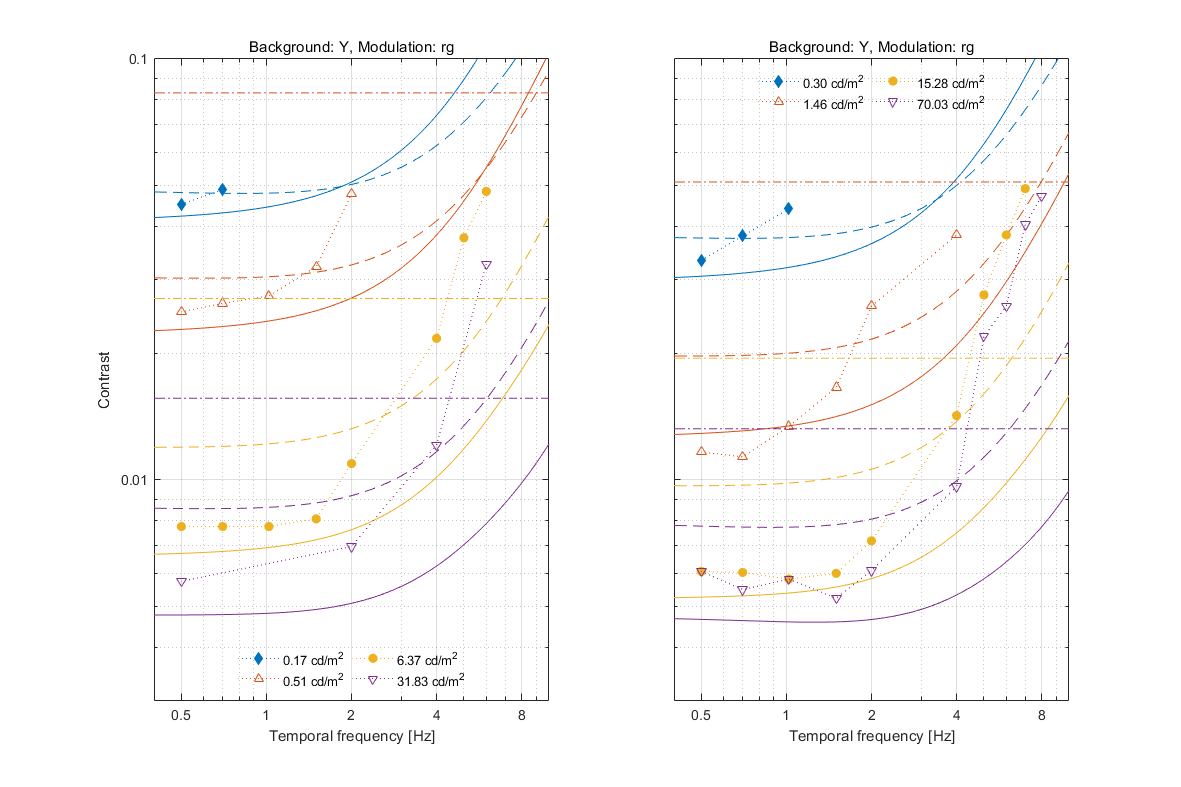 Background: Y, Modulation: rg
0.1
0.01
Contrast
0.17 cd/m²
6.37 cd/m²
0.51 cd/m²
31.83 cd/m²
0.5 1 2 4 8
Temporal frequency [Hz]
Background: Y, Modulation: rg
0.30 cd/m²
15.28 cd/m²
1.46 cd/m²
70.03 cd/m²
0.5 1 2 4 8
Temporal frequency [Hz]